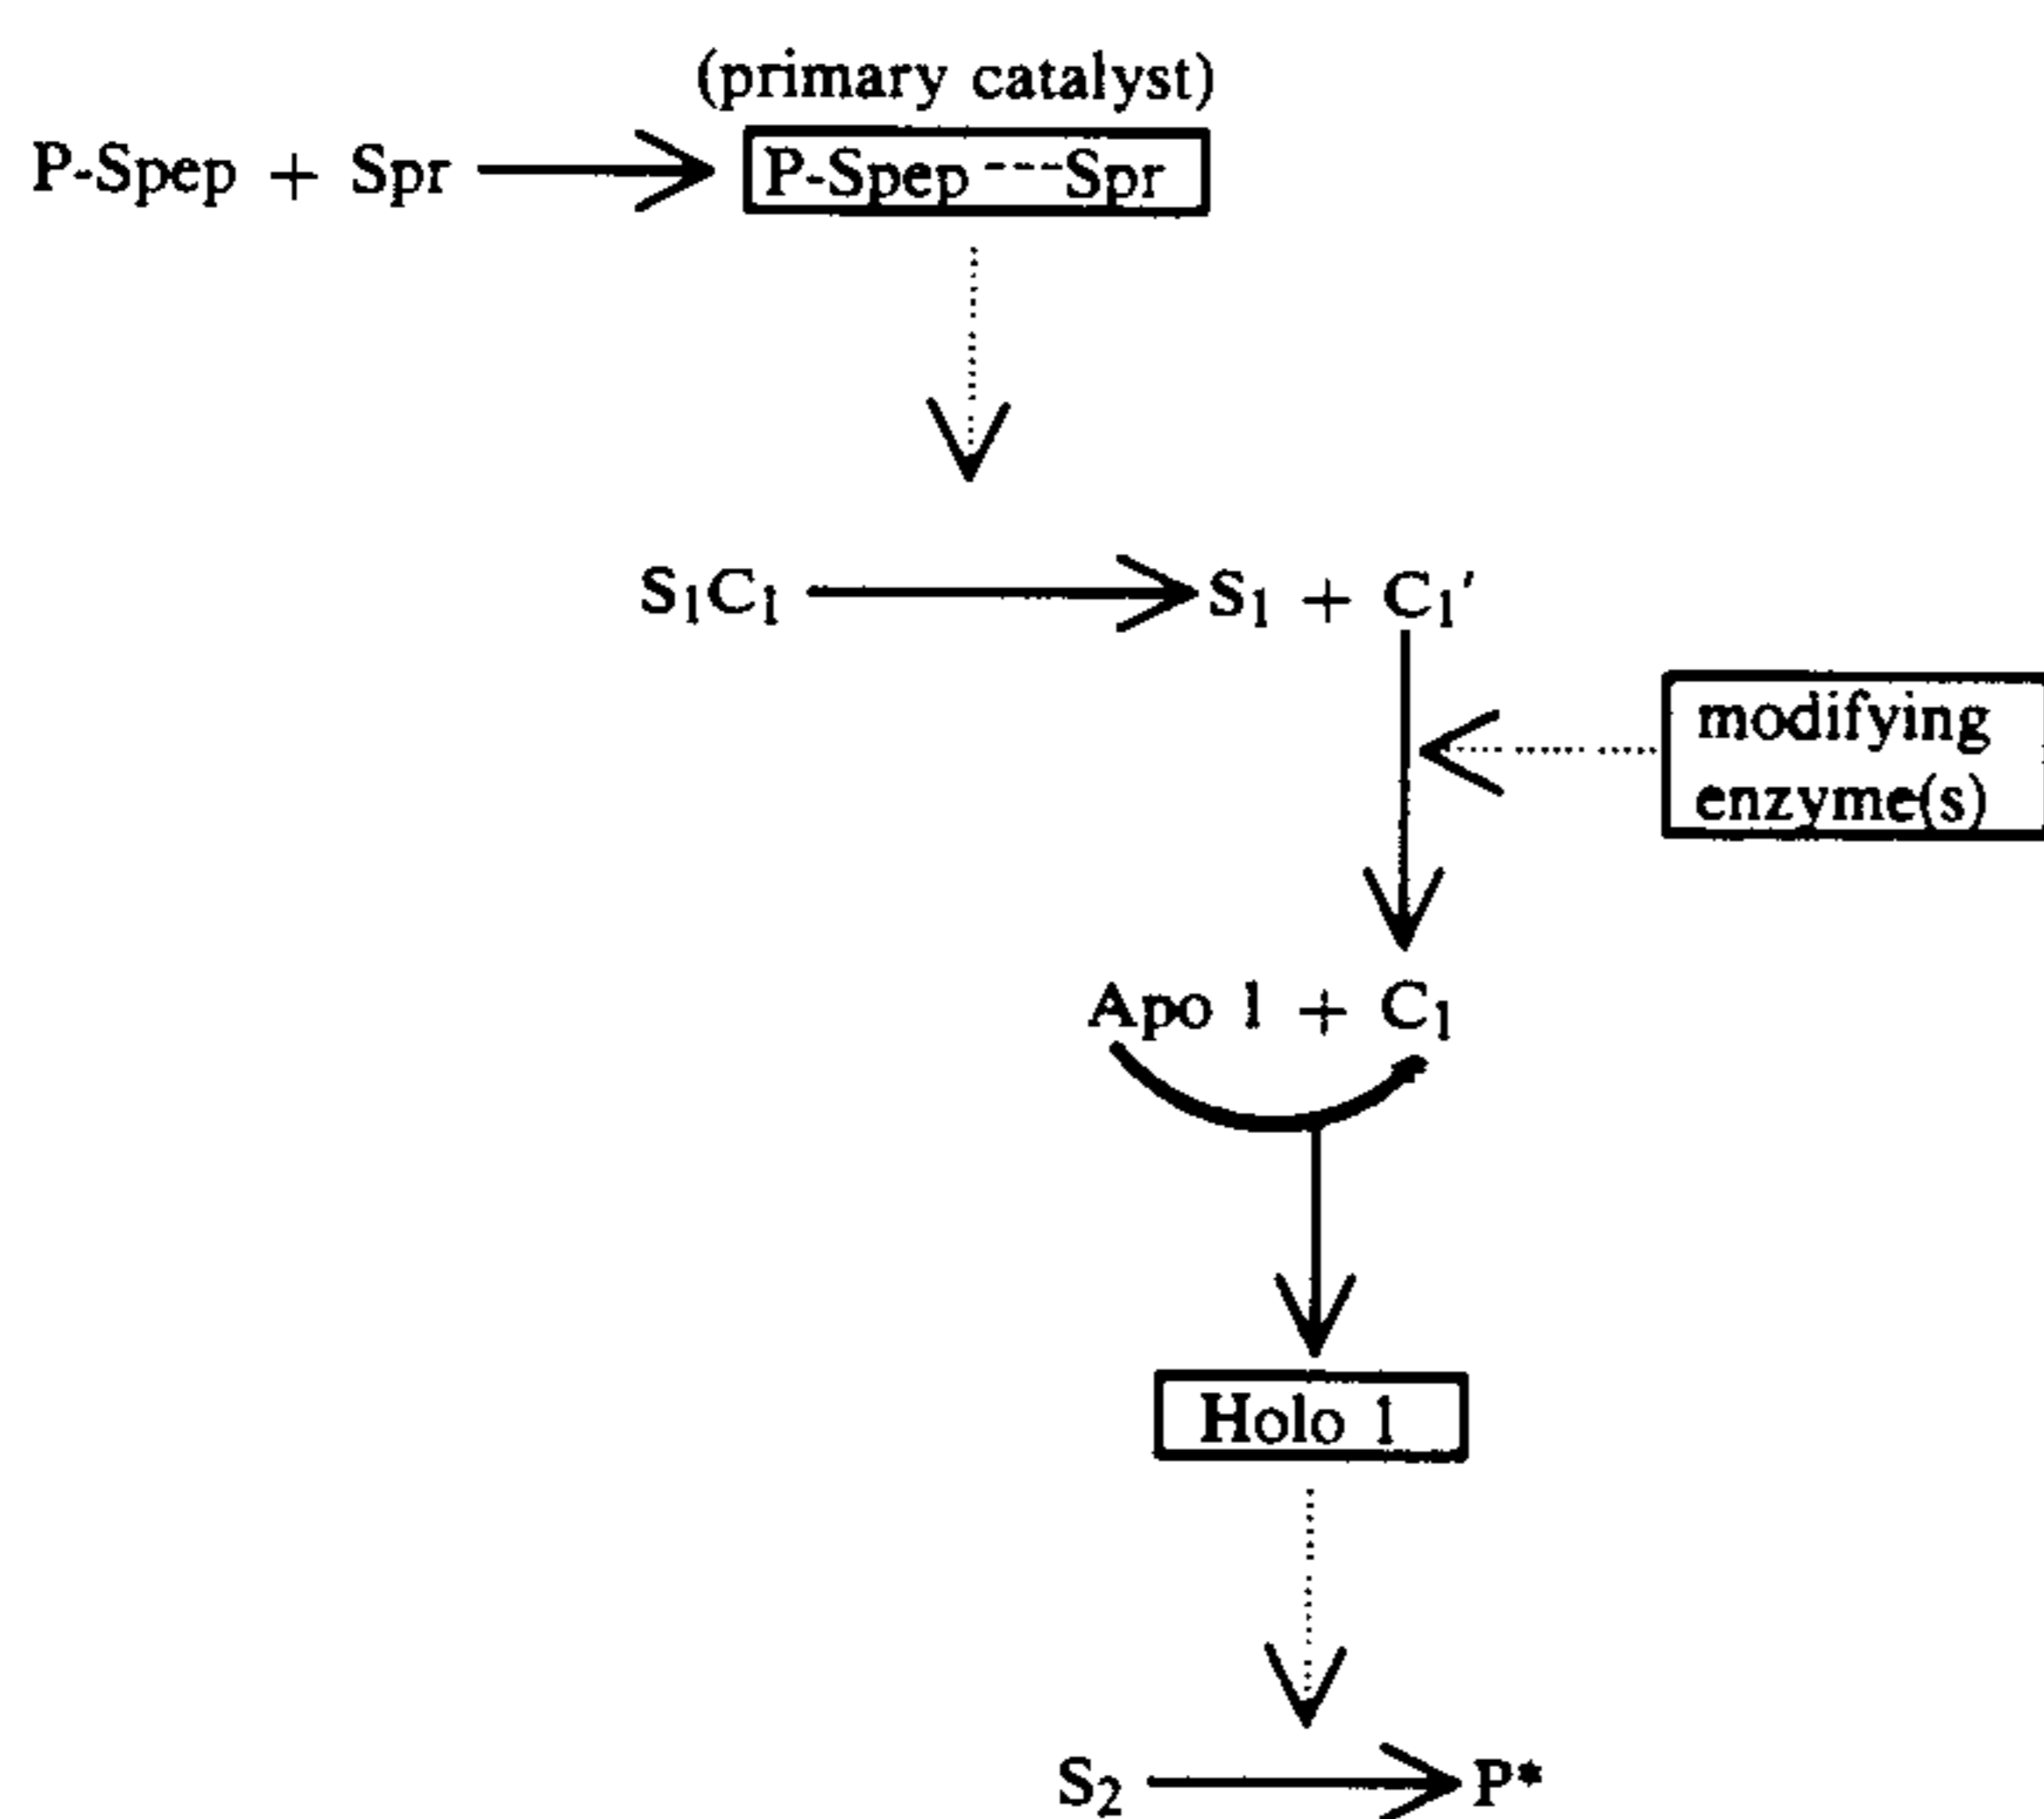 (primary catalyst)
P-Spep + Spr P-Spep ---Spr
S₁C₁ S₁ + C₁′
modifying
enzyme(s)
Apo 1 + C₁
Holo 1
S₂ P*